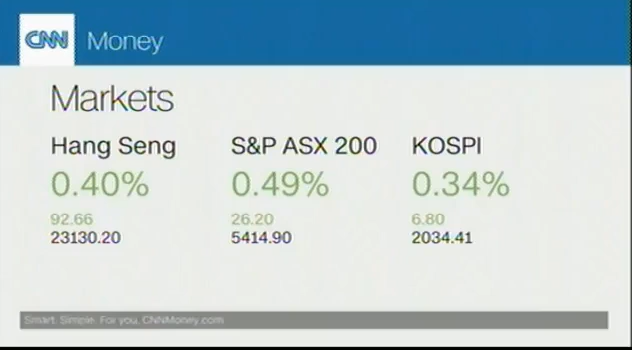 CNN Money
Markets
Hang Seng S&P ASX 200 KOSPI
0.40% 0.49% 0.34%
92.66 26.20 6.80
23130.20 5414.90 2034.41
Smart. Simple. For you, CNNMoney.com